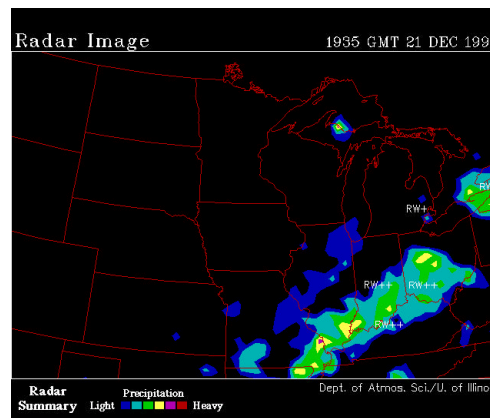 Radar Image 1935 GMT 21 DEC 199
RW
RW+
RW++ RW++
RW++
Dept. of Atmos. Sci./U. of Illino
Radar Precipitation
Summary Light Heavy